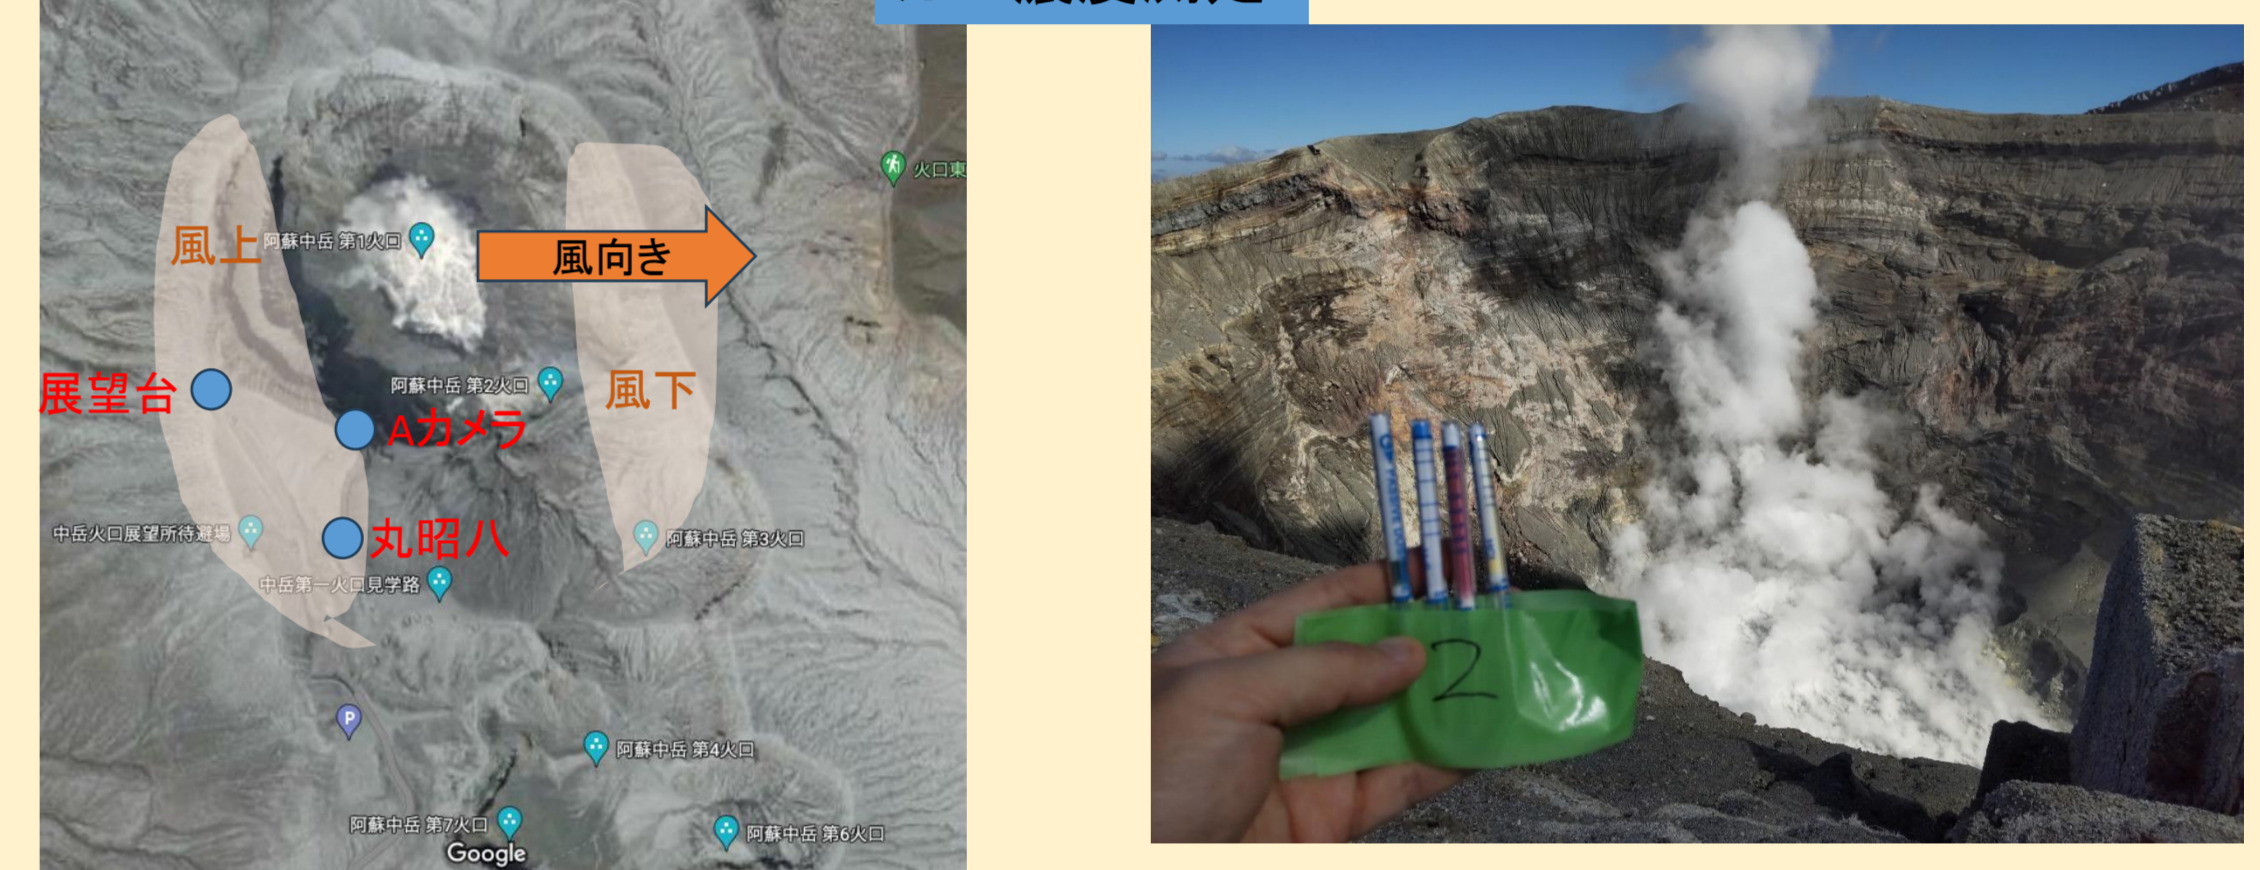 火口東
風上
阿蘇中岳 第1火口
風向き
展望台
阿蘇中岳 第2火口
風下
Aカメラ
中岳火口展望所待避場
丸昭八
阿蘇中岳 第3火口
中岳第一火口見学路
P
阿蘇中岳 第4火口
阿蘇中岳 第7火口
阿蘇中岳 第6火口
Google
2